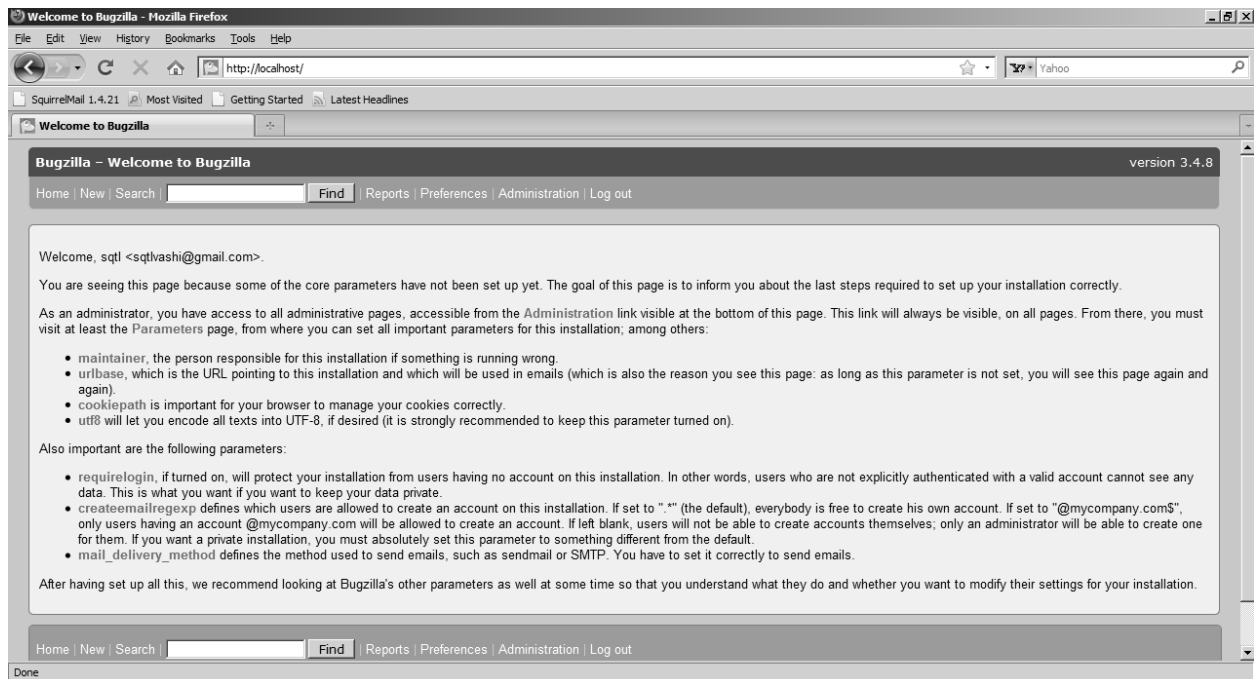 Welcome to Bugzilla - Mozilla Firefox
File Edit View History Bookmarks Tools Help
http://localhost/ Yahoo
SquirrelMail 1.4.21 Most Visited Getting Started Latest Headlines
Welcome to Bugzilla
Bugzilla – Welcome to Bugzilla version 3.4.8
Home | New | Search | Find | Reports | Preferences | Administration | Log out
Welcome, sqtl <sqtlvashi@gmail.com>.
You are seeing this page because some of the core parameters have not been set up yet. The goal of this page is to inform you about the last steps required to set up your installation correctly.
As an administrator, you have access to all administrative pages, accessible from the Administration link visible at the bottom of this page. This link will always be visible, on all pages. From there, you must
visit at least the Parameters page, from where you can set all important parameters for this installation; among others:
• maintainer, the person responsible for this installation if something is running wrong.
• urlbase, which is the URL pointing to this installation and which will be used in emails (which is also the reason you see this page: as long as this parameter is not set, you will see this page again and
again).
• cookiepath is important for your browser to manage your cookies correctly.
• utf8 will let you encode all texts into UTF-8, if desired (it is strongly recommended to keep this parameter turned on).
Also important are the following parameters:
• requirelogin, if turned on, will protect your installation from users having no account on this installation. In other words, users who are not explicitly authenticated with a valid account cannot see any
data. This is what you want if you want to keep your data private.
• createemailregexp defines which users are allowed to create an account on this installation. If set to ".*" (the default), everybody is free to create his own account. If set to "@mycompany.com$",
only users having an account @mycompany.com will be allowed to create an account. If left blank, users will not be able to create accounts themselves; only an administrator will be able to create one
for them. If you want a private installation, you must absolutely set this parameter to something different from the default.
• mail_delivery_method defines the method used to send emails, such as sendmail or SMTP. You have to set it correctly to send emails.
After having set up all this, we recommend looking at Bugzilla's other parameters as well at some time so that you understand what they do and whether you want to modify their settings for your installation.
Home | New | Search | Find | Reports | Preferences | Administration | Log out
Done